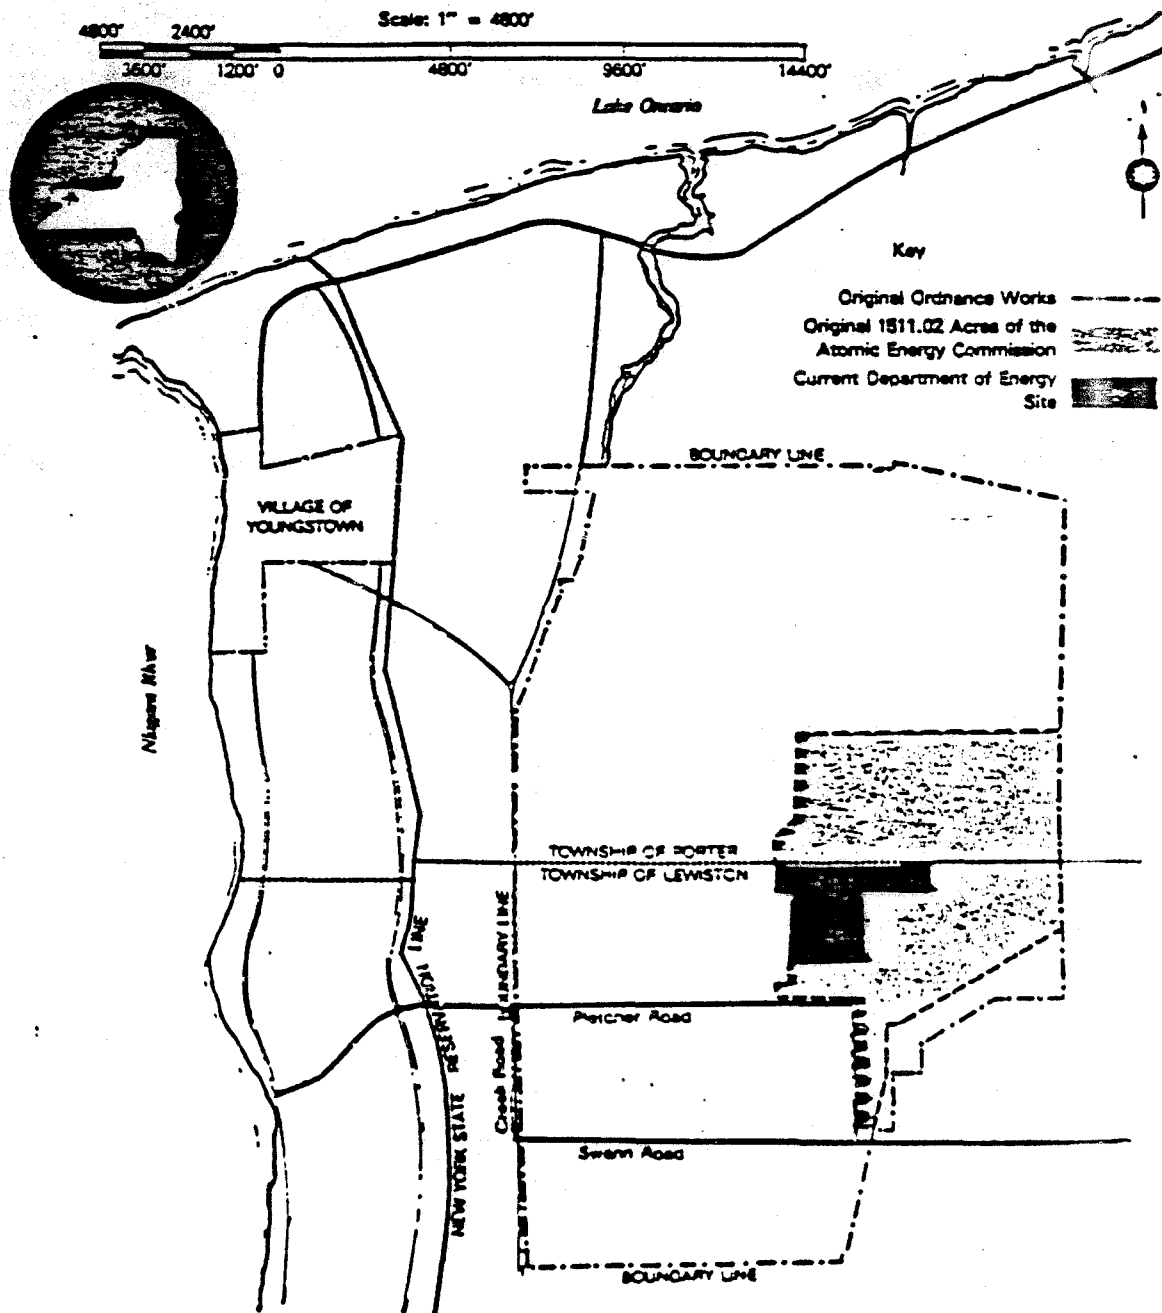 Scale: 1" = 4800'
4800' 2400'
3600' 1200' 0 4800' 9600' 14400'
Lake Ontario
Key
Original Ordnance Works
Original 1511.02 Acres of the
Atomic Energy Commission
Current Department of Energy
Site
BOUNDARY LINE
VILLAGE OF
YOUNGSTOWN
Niagara River
TOWNSHIP OF PORTER
TOWNSHIP OF LEWISTON
NEW YORK STATE RESERVATION LINE
Creek Road BOUNDARY LINE
Pletcher Road
Swann Road
BOUNDARY LINE